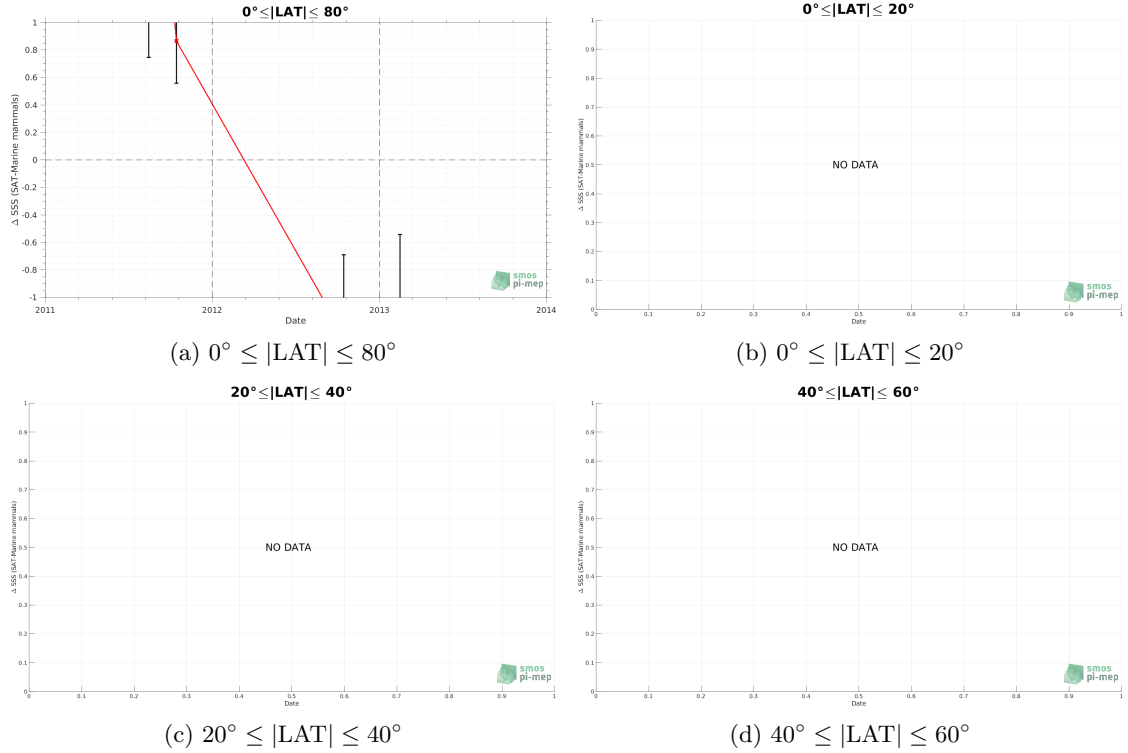 0°≤|LAT|≤ 80°
Δ SSS (SAT-Marine mammals)
1
0.8
0.6
0.4
0.2
0
-0.2
-0.4
-0.6
-0.8
-1
2011 2012 2013 2014
Date
smos
pi-mep
(a) 0° ≤ |LAT| ≤ 80°
0°≤|LAT|≤ 20°
Δ SSS (SAT-Marine mammals)
1
0.9
0.8
0.7
0.6
0.5
0.4
0.3
0.2
0.1
0
NO DATA
0 0.1 0.2 0.3 0.4 0.5 0.6 0.7 0.8 0.9 1
Date
smos
pi-mep
(b) 0° ≤ |LAT| ≤ 20°
20°≤|LAT|≤ 40°
Δ SSS (SAT-Marine mammals)
1
0.9
0.8
0.7
0.6
0.5
0.4
0.3
0.2
0.1
0
NO DATA
0 0.1 0.2 0.3 0.4 0.5 0.6 0.7 0.8 0.9 1
Date
smos
pi-mep
(c) 20° ≤ |LAT| ≤ 40°
40°≤|LAT|≤ 60°
Δ SSS (SAT-Marine mammals)
1
0.9
0.8
0.7
0.6
0.5
0.4
0.3
0.2
0.1
0
NO DATA
0 0.1 0.2 0.3 0.4 0.5 0.6 0.7 0.8 0.9 1
Date
smos
pi-mep
(d) 40° ≤ |LAT| ≤ 60°